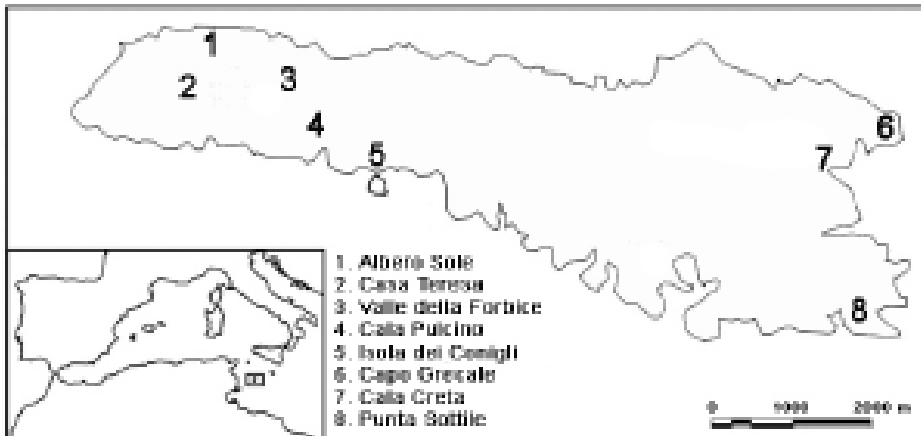 1
2
3
4
5
6
7
8
1. Albero Sole
2. Casa Teresa
3. Valle della Forbice
4. Cala Pulcino
5. Isola dei Conigli
6. Capo Grecale
7. Cala Creta
8. Punta Sottile
0 1000 2000 m